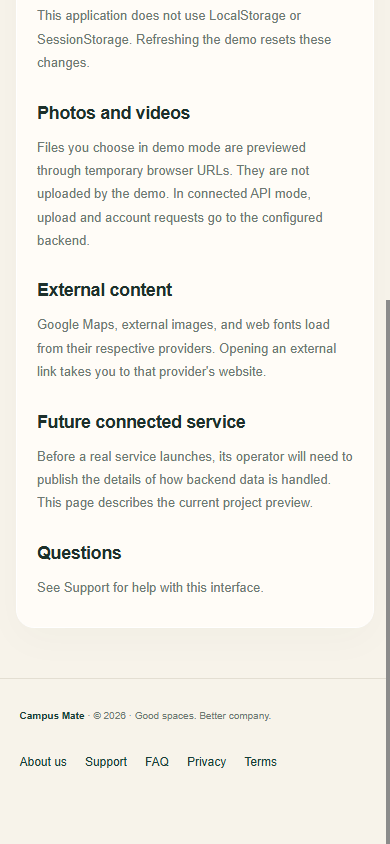 This application does not use LocalStorage or
SessionStorage. Refreshing the demo resets these
changes.
Photos and videos
Files you choose in demo mode are previewed
through temporary browser URLs. They are not
uploaded by the demo. In connected API mode,
upload and account requests go to the configured
backend.
External content
Google Maps, external images, and web fonts load
from their respective providers. Opening an external
link takes you to that provider's website.
Future connected service
Before a real service launches, its operator will need to
publish the details of how backend data is handled.
This page describes the current project preview.
Questions
See Support for help with this interface.
Campus Mate · © 2026 · Good spaces. Better company.
About us Support FAQ Privacy Terms